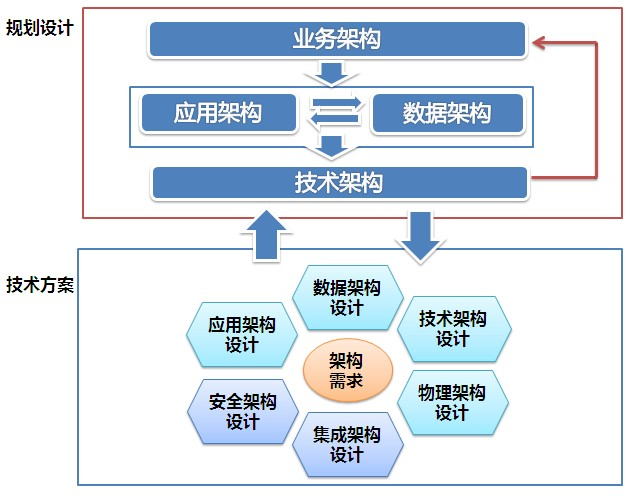 规划设计
业务架构
应用架构
数据架构
技术架构
技术方案
数据架构
设计
应用架构
设计
技术架构
设计
架构
需求
安全架构
设计
物理架构
设计
集成架构
设计